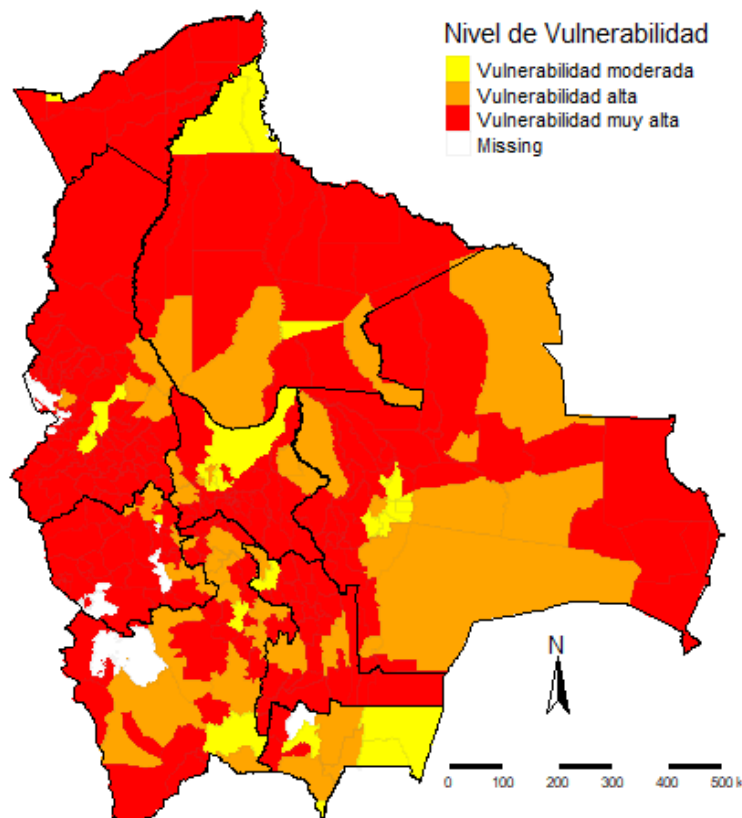 Nivel de Vulnerabilidad
Vulnerabilidad moderada
Vulnerabilidad alta
Vulnerabilidad muy alta
Missing
N
0 100 200 300 400 500 k